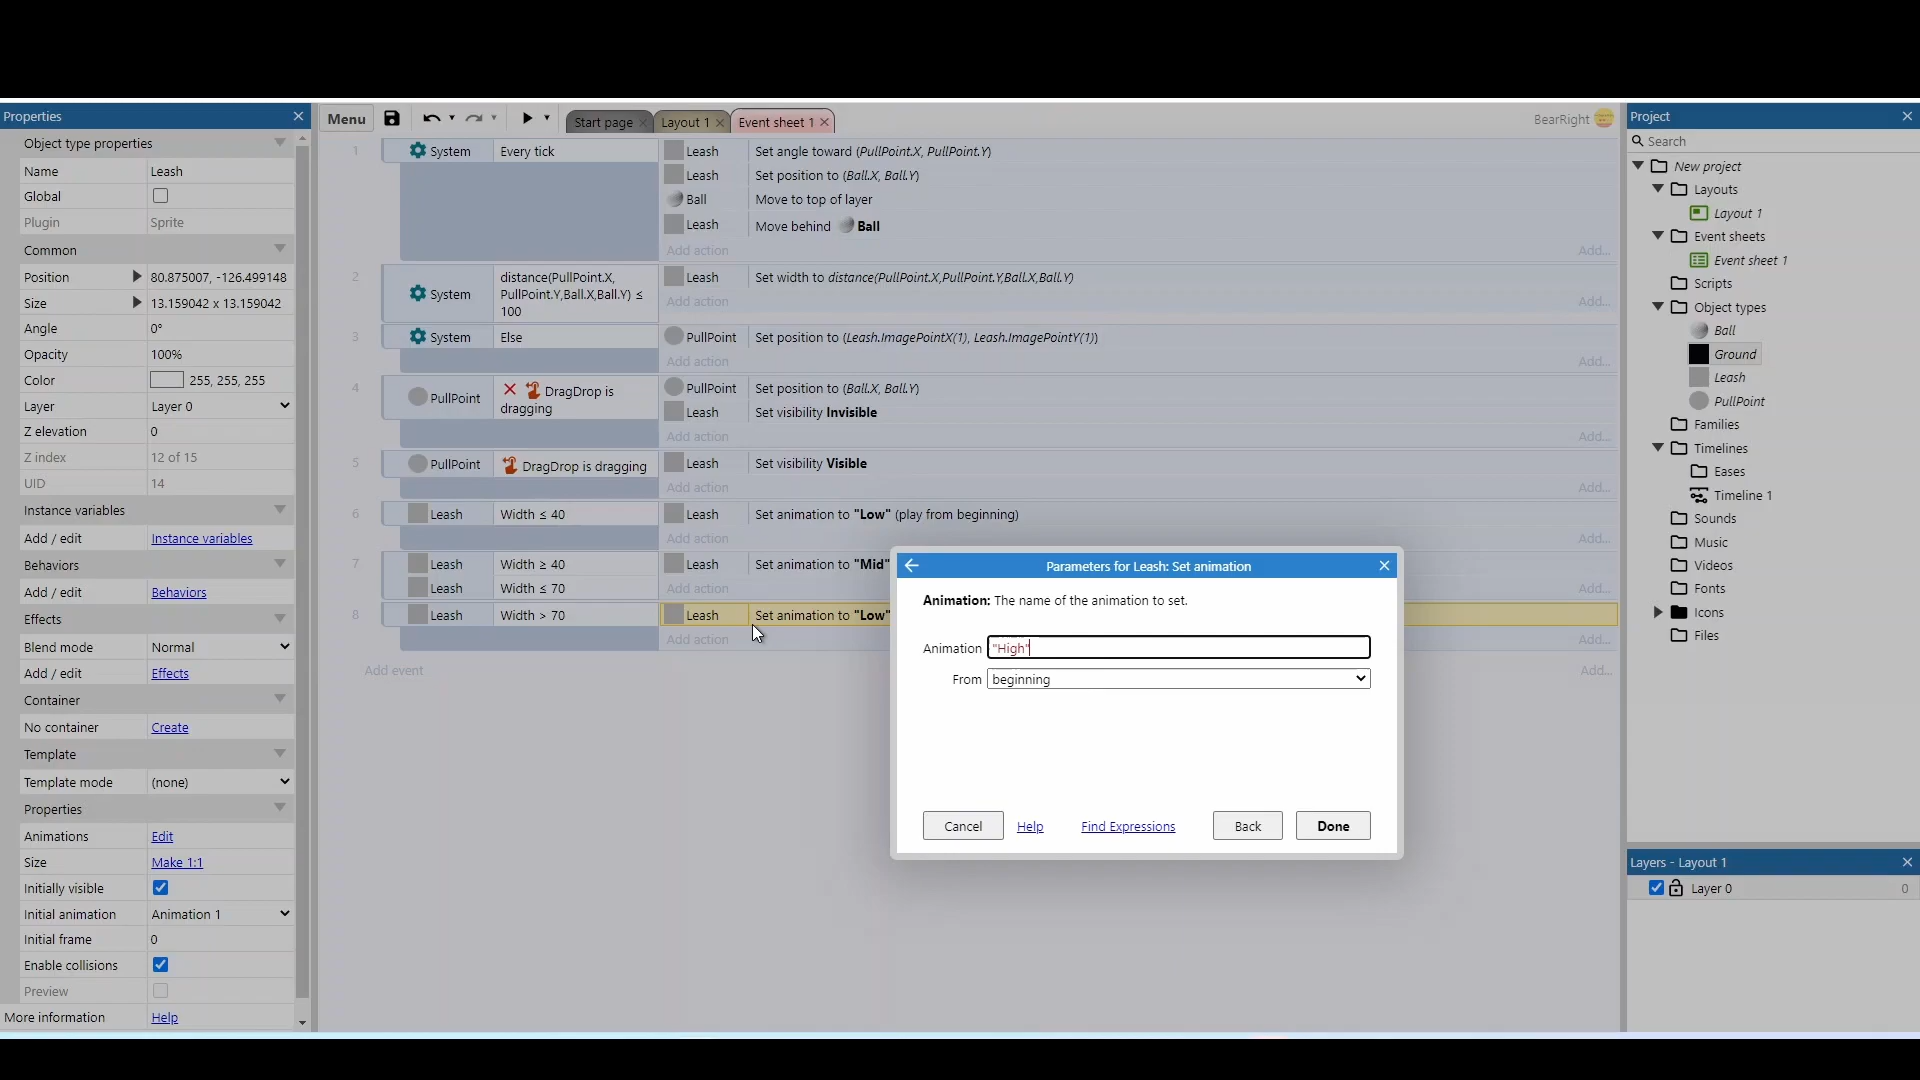 Properties
Object type properties
Name Leash
Global
Plugin Sprite
Common
Position 80.875007, -126.499148
Size 13.159042 x 13.159042
Angle 0°
Opacity 100%
Color 255, 255, 255
Layer Layer 0
Z elevation 0
Z index 12 of 15
UID 14
Instance variables
Add / edit Instance variables
Behaviors
Add / edit Behaviors
Effects
Blend mode Normal
Add / edit Effects
Container
No container Create
Template
Template mode (none)
Properties
Animations Edit
Size Make 1:1
Initially visible
Initial animation Animation 1
Initial frame 0
Enable collisions
Preview
More information Help
Menu Start page Layout 1 Event sheet 1 BearRight
1 System Every tick Leash Set angle toward (PullPoint.X, PullPoint.Y)
Leash Set position to (Ball.X, Ball.Y)
Ball Move to top of layer
Leash Move behind Ball
Add action Add...
2 System distance(PullPoint.X, Leash Set width to distance(PullPoint.X,PullPoint.Y,Ball.X,Ball.Y)
PullPoint.Y,Ball.X,Ball.Y) ≤
100
Add action Add...
3 System Else PullPoint Set position to (Leash.ImagePointX(1), Leash.ImagePointY(1))
Add action Add...
4 PullPoint DragDrop is PullPoint Set position to (Ball.X, Ball.Y)
dragging Leash Set visibility Invisible
Add action Add...
5 PullPoint DragDrop is dragging Leash Set visibility Visible
Add action Add...
6 Leash Width ≤ 40 Leash Set animation to "Low" (play from beginning)
Add action Add...
7 Leash Width ≥ 40 Leash Set animation to "Mid"
Leash Width ≤ 70 Add action Add...
8 Leash Width > 70 Leash Set animation to "Low"
Add action Add...
Add event Add...
Parameters for Leash: Set animation
Animation: The name of the animation to set.
Animation "High"
From beginning
Cancel Help Find Expressions Back Done
Project
Search
New project
Layouts
Layout 1
Event sheets
Event sheet 1
Scripts
Object types
Ball
Ground
Leash
PullPoint
Families
Timelines
Eases
Timeline 1
Sounds
Music
Videos
Fonts
Icons
Files
Layers - Layout 1
Layer 0 0